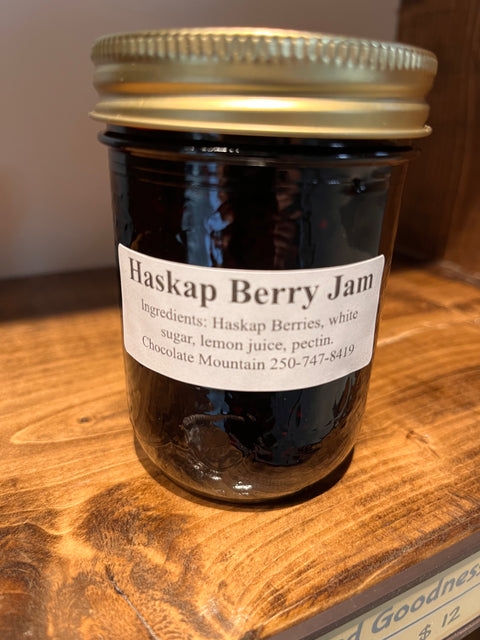 Haskap Berry Jam
Ingredients: Haskap Berries, white
sugar, lemon juice, pectin.
Chocolate Mountain 250-747-8419
Goodness
$ 12